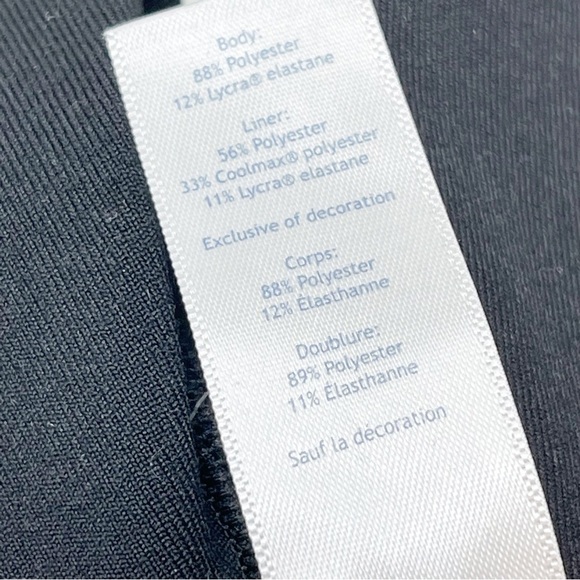 Body:
88% Polyester
12% Lycra® elastane
Liner:
56% Polyester
33% Coolmax® polyester
11% Lycra® elastane
Exclusive of decoration
Corps:
88% Polyester
12% Élasthanne
Doublure:
89% Polyester
11% Élasthanne
Sauf la décoration